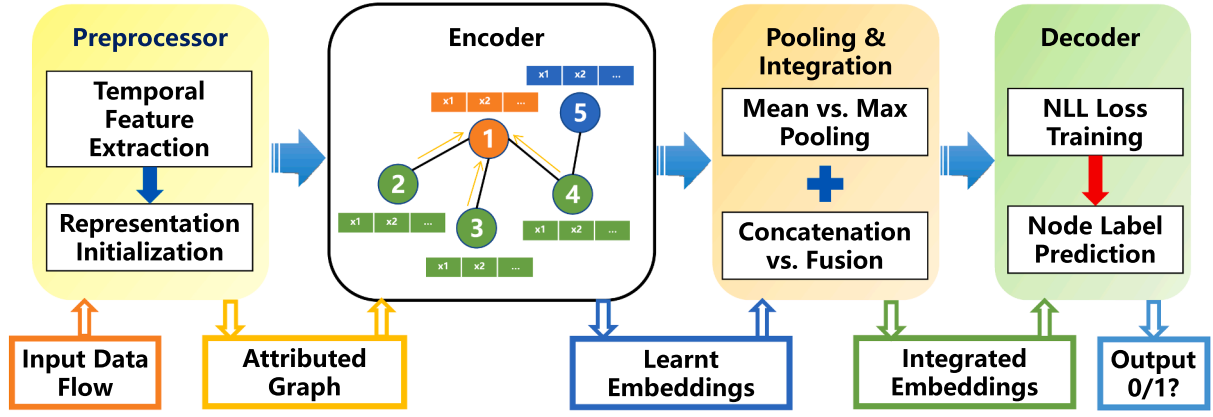 Preprocessor
Temporal
Feature
Extraction
Representation
Initialization
Encoder
x1 x2 ...
x1 x2 ...
5
1
2
4
x1 x2 ...
3
x1 x2 ...
x1 x2 ...
Pooling &
Integration
Mean vs. Max
Pooling
Concatenation
vs. Fusion
Decoder
NLL Loss
Training
Node Label
Prediction
Input Data
Flow
Attributed
Graph
Learnt
Embeddings
Integrated
Embeddings
Output
0/1?